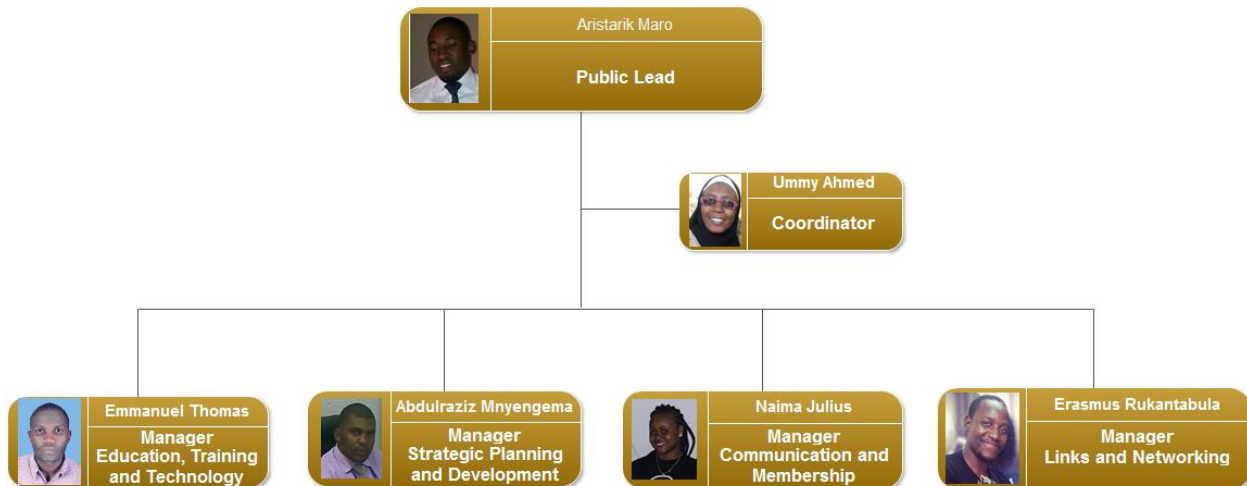 Aristarik Maro
Public Lead
Ummy Ahmed
Coordinator
Emmanuel Thomas
Manager
Education, Training
and Technology
Abdulraziz Mnyengema
Manager
Strategic Planning
and Development
Naima Julius
Manager
Communication and
Membership
Erasmus Rukantabula
Manager
Links and Networking